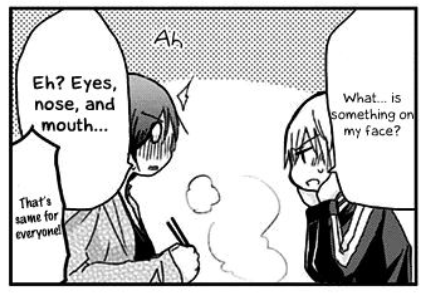 What... is
something on
my face?
Ah
Eh? Eyes,
nose, and
mouth...
That's
same for
everyone!